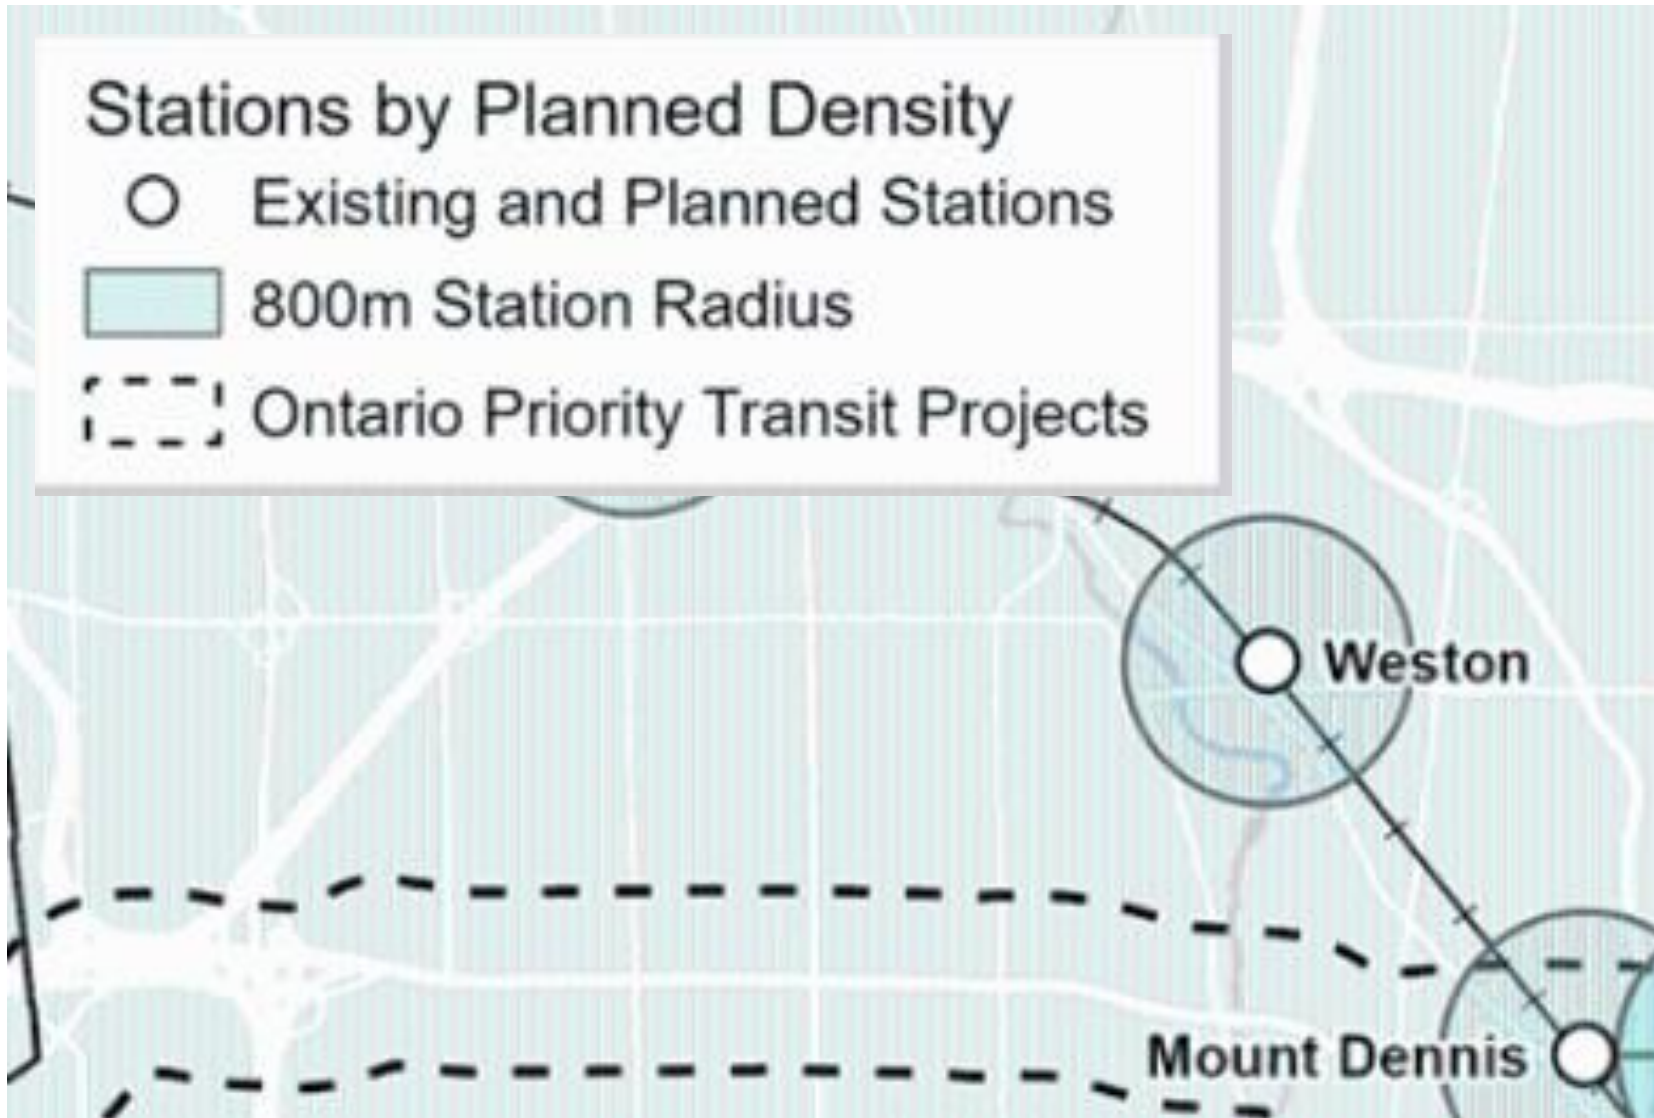 Stations by Planned Density
Existing and Planned Stations
800m Station Radius
Ontario Priority Transit Projects
Weston
Mount Dennis